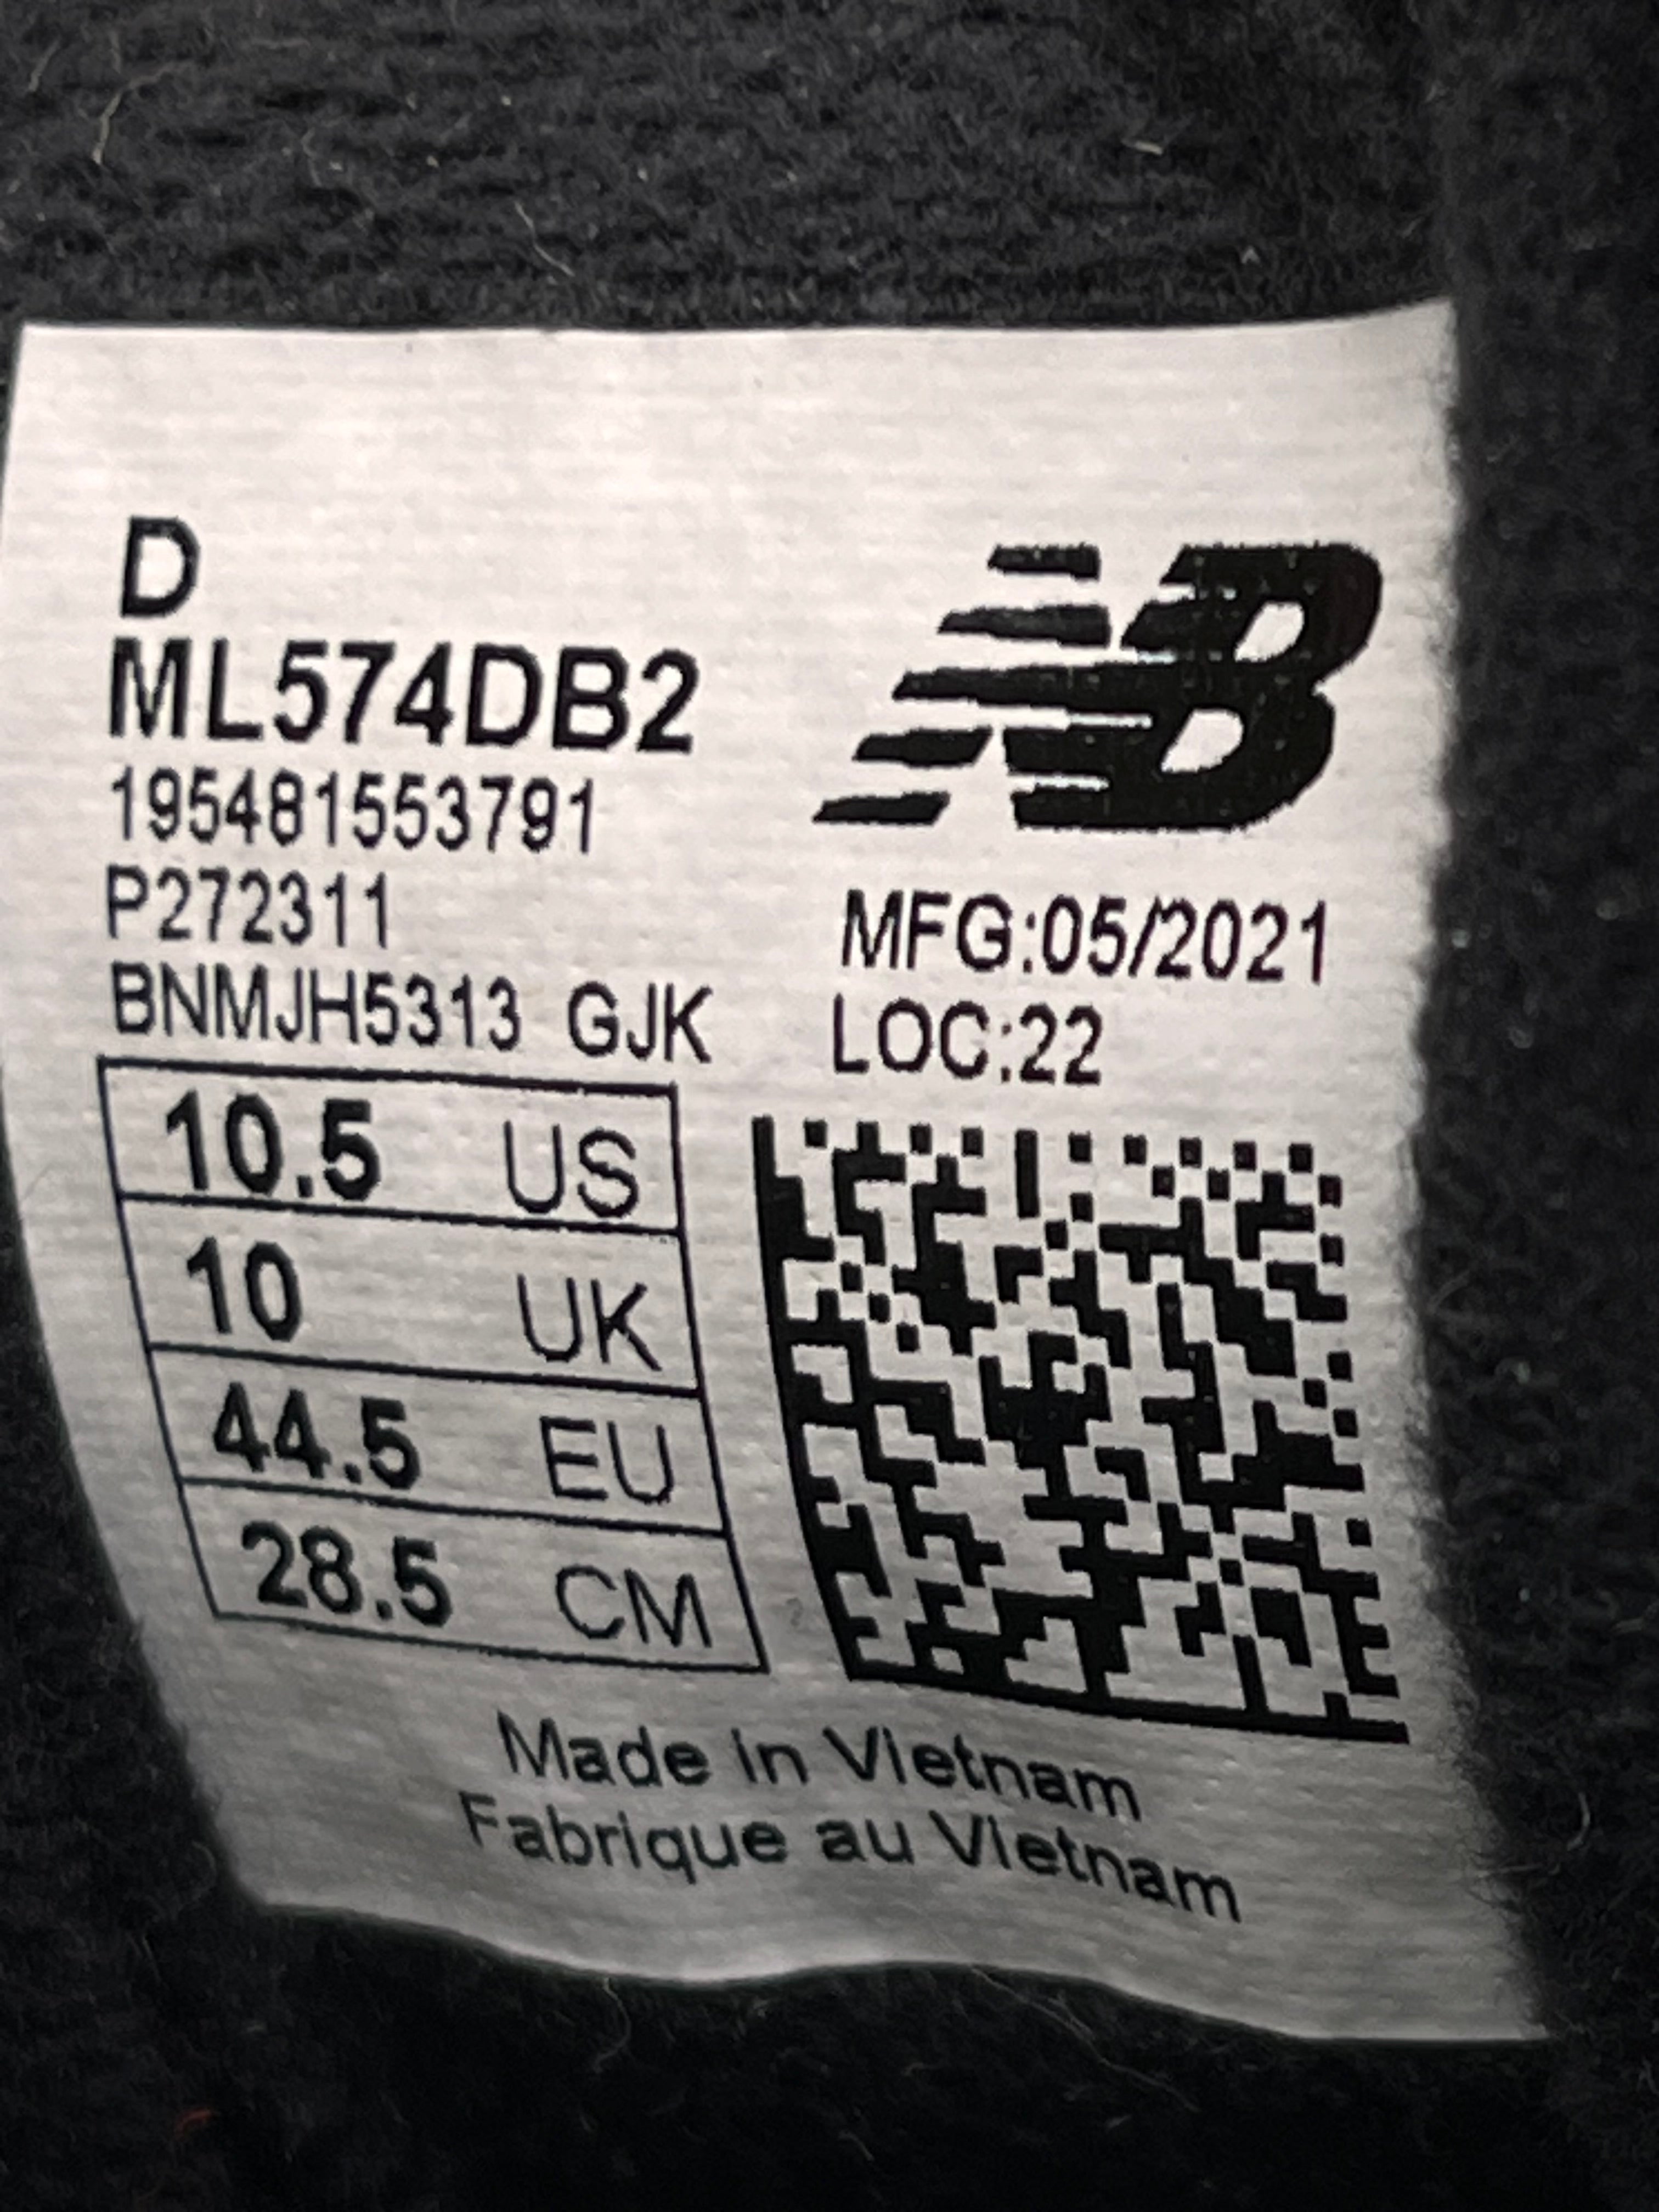 D
ML574DB2
195481553791
P272311
BNMJH5313 GJK
NB
MFG:05/2021
LOC:22
10.5 US
10 UK
44.5 EU
28.5 CM
Made in Vietnam
Fabrique au Vietnam